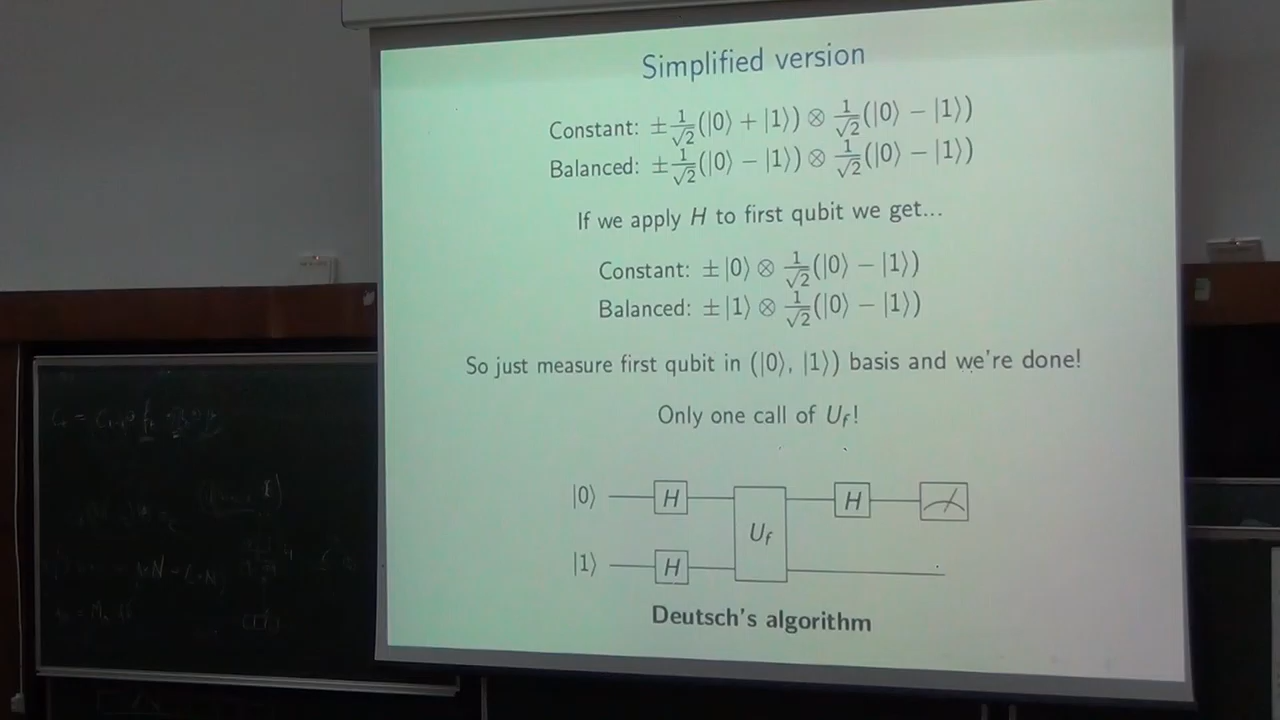 Simplified version
Constant: ±1/√2(|0⟩ + |1⟩) ⊗ 1/√2(|0⟩ − |1⟩)
Balanced: ±1/√2(|0⟩ − |1⟩) ⊗ 1/√2(|0⟩ − |1⟩)
If we apply H to first qubit we get...
Constant: ± |0⟩ ⊗ 1/√2(|0⟩ − |1⟩)
Balanced: ± |1⟩ ⊗ 1/√2(|0⟩ − |1⟩)
So just measure first qubit in (|0⟩, |1⟩) basis and we're done!
Only one call of U_f!
|0⟩ H H
U_f
|1⟩ H
Deutsch's algorithm